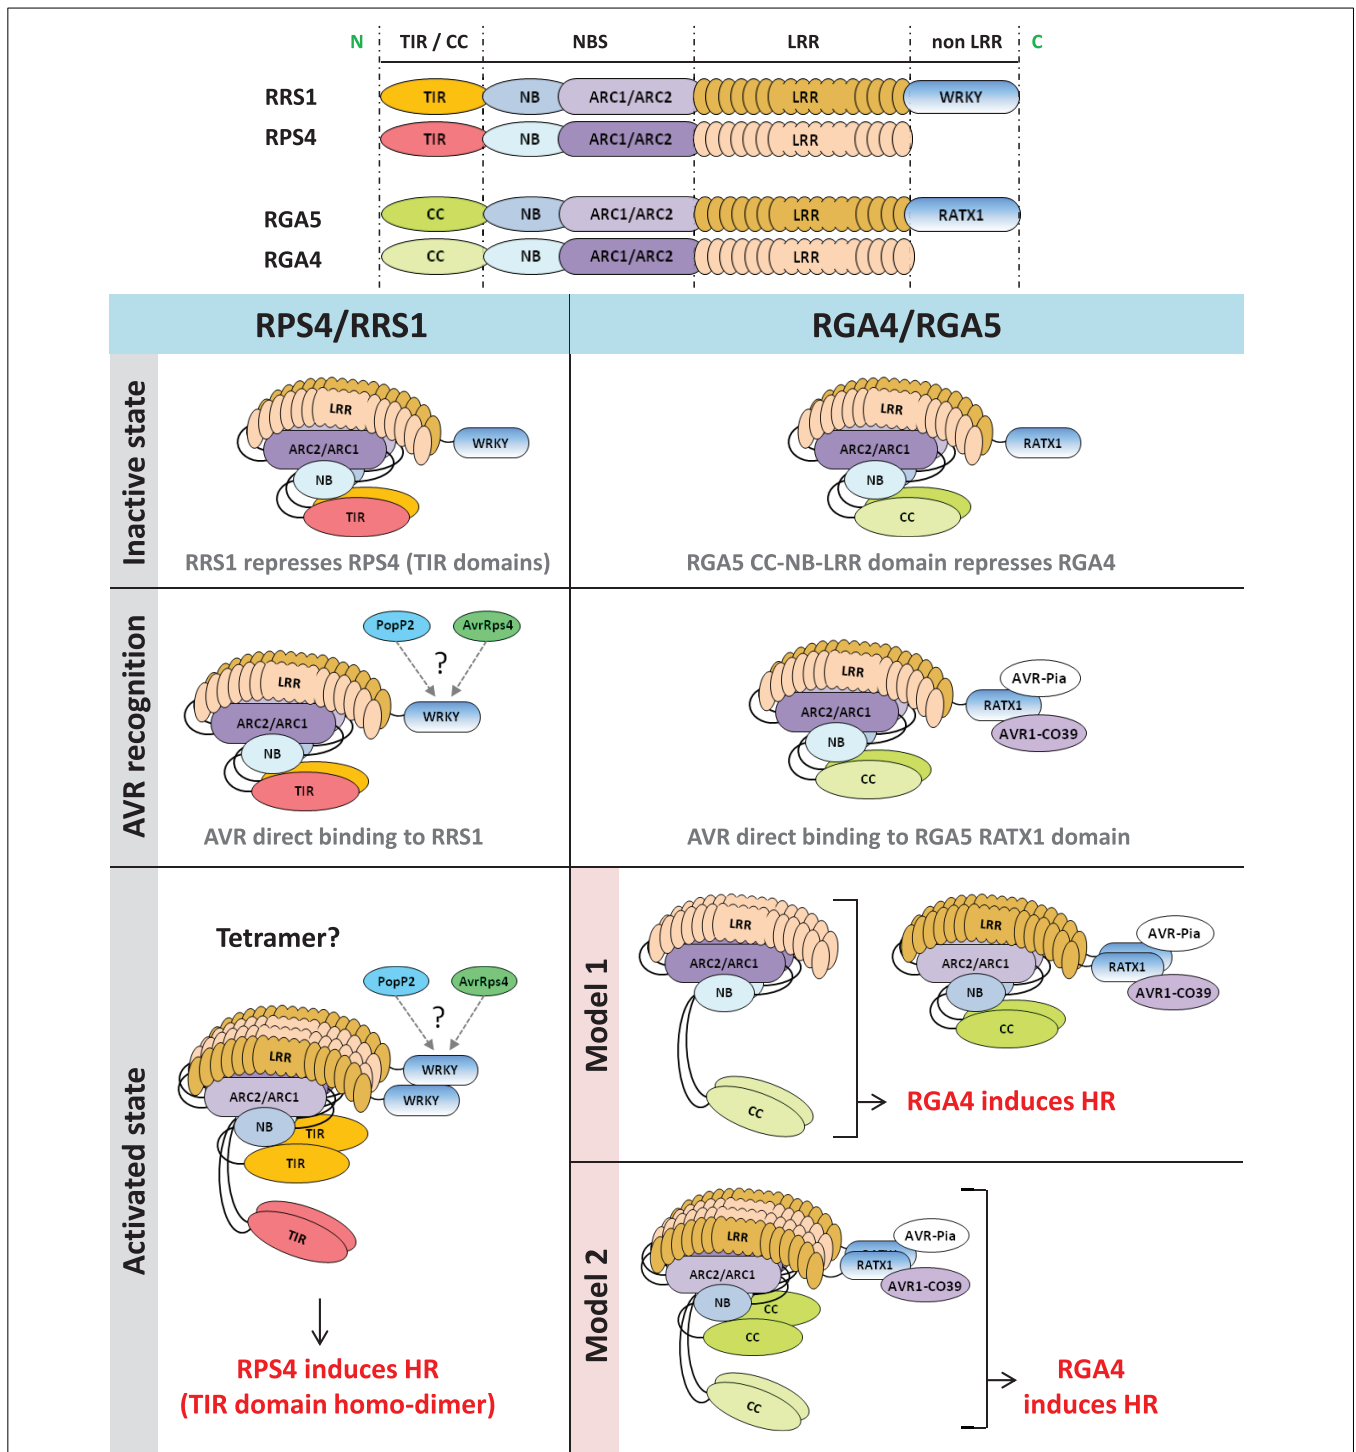 N TIR / CC NBS LRR non LRR C
RRS1 TIR NB ARC1/ARC2 LRR WRKY
RPS4 TIR NB ARC1/ARC2 LRR
RGA5 CC NB ARC1/ARC2 LRR RATX1
RGA4 CC NB ARC1/ARC2 LRR
RPS4/RRS1 RGA4/RGA5
Inactive state
LRR
WRKY
ARC2/ARC1
NB
TIR
RRS1 represses RPS4 (TIR domains)
LRR
RATX1
ARC2/ARC1
NB
CC
RGA5 CC-NB-LRR domain represses RGA4
AVR recognition
PopP2 AvrRps4
?
LRR
WRKY
ARC2/ARC1
NB
TIR
AVR direct binding to RRS1
LRR
AVR-Pia
RATX1
ARC2/ARC1
AVR1-CO39
NB
CC
AVR direct binding to RGA5 RATX1 domain
Activated state
Tetramer?
PopP2 AvrRps4
?
LRR
WRKY
ARC2/ARC1
WRKY
NB
TIR
TIR
TIR
RPS4 induces HR
(TIR domain homo-dimer)
Model 1
LRR
ARC2/ARC1
NB
CC
LRR
AVR-Pia
ARC2/ARC1
RATX1
NB
AVR1-CO39
CC
RGA4 induces HR
Model 2
LRR
AVR-Pia
RATX1
RATX1
ARC2/ARC1
AVR1-CO39
NB
CC
CC
CC
RGA4
induces HR